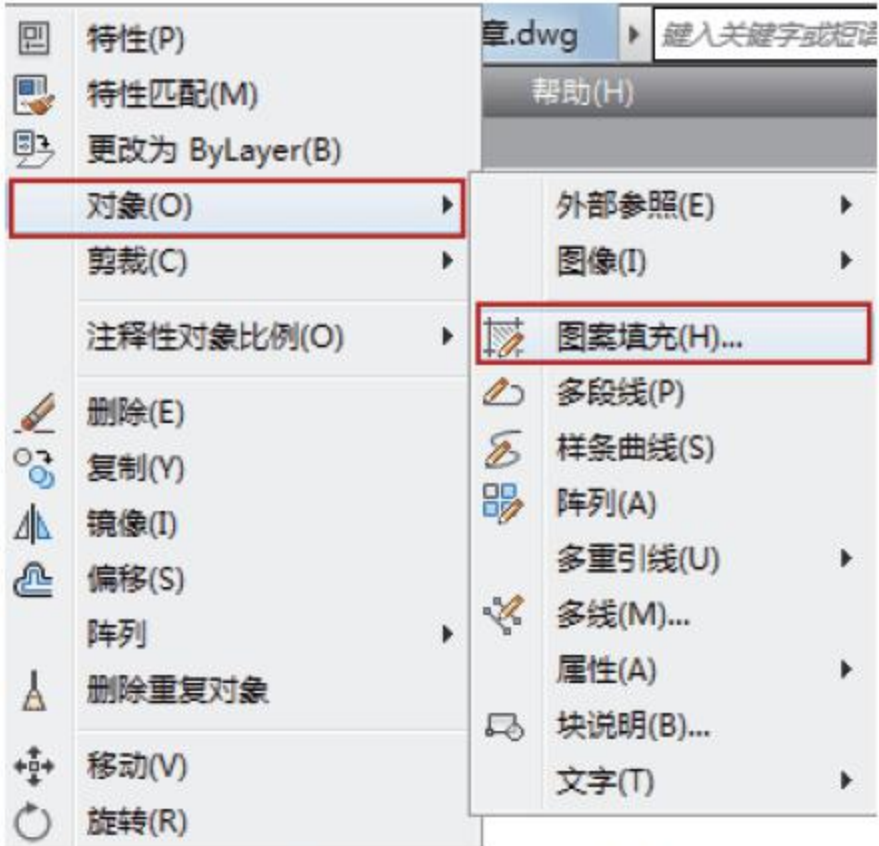 特性(P)
特性匹配(M)
更改为 ByLayer(B)
对象(O)
剪裁(C)
注释性对象比例(O)
删除(E)
复制(Y)
镜像(I)
偏移(S)
阵列
删除重复对象
移动(V)
旋转(R)
章.dwg
键入关键字或短语
帮助(H)
外部参照(E)
图像(I)
图案填充(H)...
多段线(P)
样条曲线(S)
阵列(A)
多重引线(U)
多线(M)...
属性(A)
块说明(B)...
文字(T)